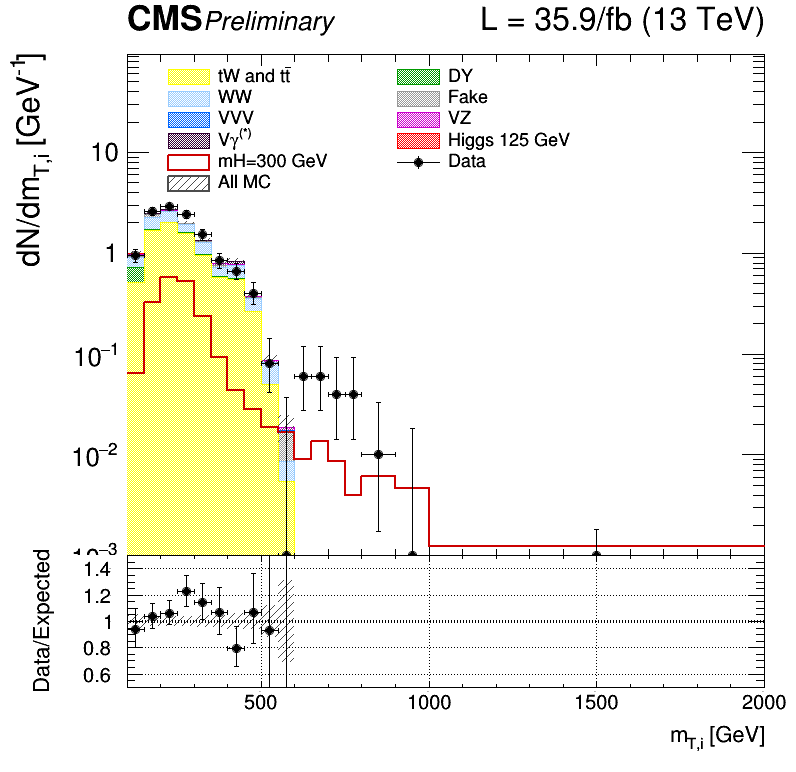 CMS Preliminary L = 35.9/fb (13 TeV)
dN/dm_{T,i} [GeV⁻¹]
tW and tt̄ DY
WW Fake
VVV VZ
Vγ^{(*)} Higgs 125 GeV
mH=300 GeV Data
All MC
10
1
10⁻¹
10⁻²
10⁻³
Data/Expected
1.4
1.2
1
0.8
0.6
500 1000 1500 2000
m_{T,i} [GeV]